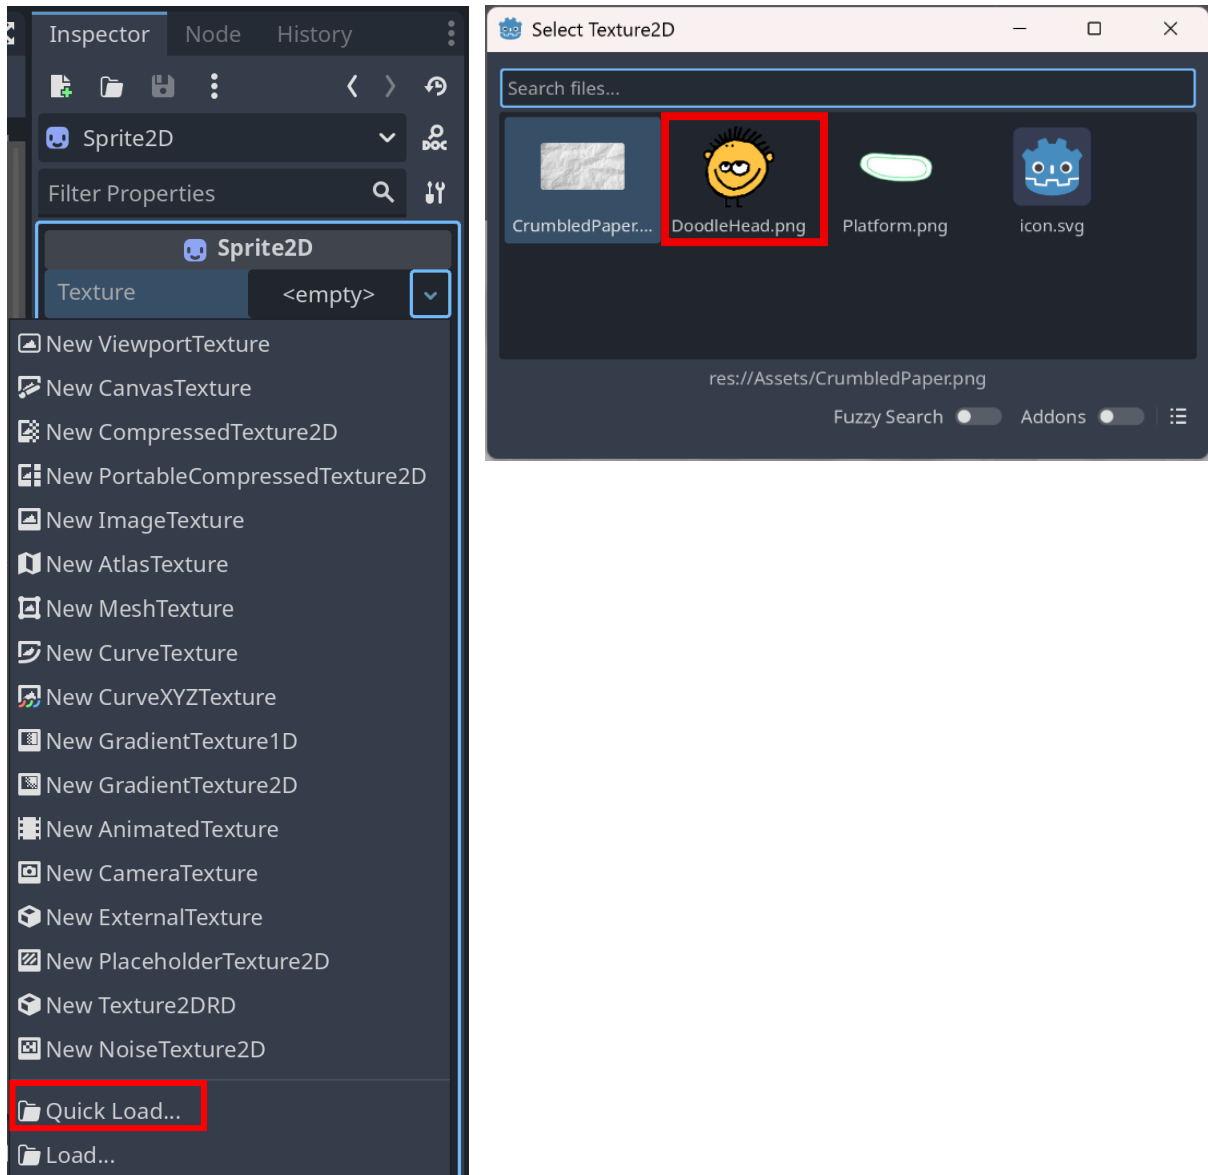 Inspector Node History
Sprite2D
DOC
Filter Properties
Sprite2D
Texture <empty>
New ViewportTexture
New CanvasTexture
New CompressedTexture2D
New PortableCompressedTexture2D
New ImageTexture
New AtlasTexture
New MeshTexture
New CurveTexture
New CurveXYZTexture
New GradientTexture1D
New GradientTexture2D
New AnimatedTexture
New CameraTexture
New ExternalTexture
New PlaceholderTexture2D
New Texture2DRD
New NoiseTexture2D
Quick Load...
Load...
Select Texture2D
Search files...
CrumbledPaper.... DoodleHead.png Platform.png icon.svg
res://Assets/CrumbledPaper.png
Fuzzy Search Addons